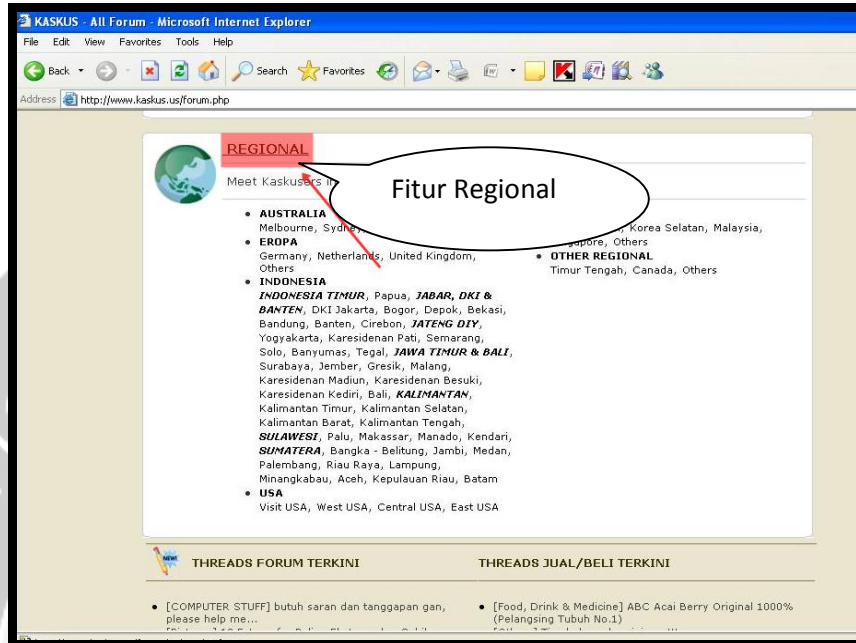 KASKUS - All Forum - Microsoft Internet Explorer
File Edit View Favorites Tools Help
Back Search Favorites
Address http://www.kaskus.us/forum.php
REGIONAL
Meet Kaskusers in
Fitur Regional
AUSTRALIA
Melbourne, Sydney,
EROPA
Germany, Netherlands, United Kingdom,
Others
INDONESIA
INDONESIA TIMUR, Papua, JABAR, DKI &
BANTEN, DKI Jakarta, Bogor, Depok, Bekasi,
Bandung, Banten, Cirebon, JATENG DIY,
Yogyakarta, Karesidenan Pati, Semarang,
Solo, Banyumas, Tegal, JAWA TIMUR & BALI,
Surabaya, Jember, Gresik, Malang,
Karesidenan Madiun, Karesidenan Besuki,
Karesidenan Kediri, Bali, KALIMANTAN,
Kalimantan Timur, Kalimantan Selatan,
Kalimantan Barat, Kalimantan Tengah,
SULAWESI, Palu, Makassar, Manado, Kendari,
SUMATERA, Bangka - Belitung, Jambi, Medan,
Palembang, Riau Raya, Lampung,
Minangkabau, Aceh, Kepulauan Riau, Batam
USA
Visit USA, West USA, Central USA, East USA
Korea Selatan, Malaysia,
Others
OTHER REGIONAL
Timur Tengah, Canada, Others
NEW!
THREADS FORUM TERKINI
[COMPUTER STUFF] butuh saran dan tanggapan gan,
please help me...
THREADS JUAL/BELI TERKINI
[Food, Drink & Medicine] ABC Acai Berry Original 1000%
(Pelangsing Tubuh No.1)